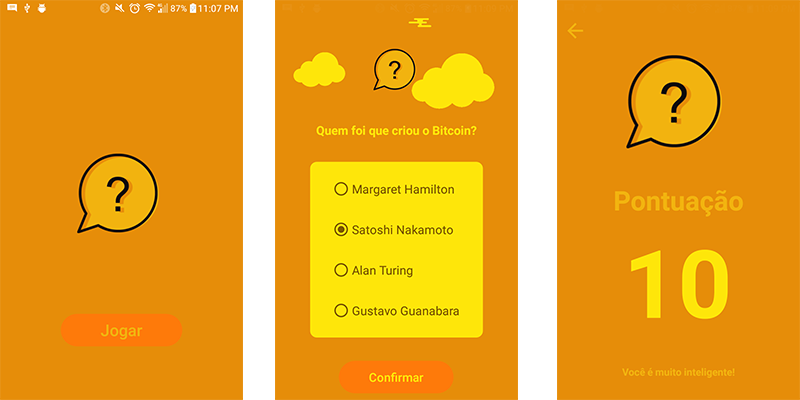 87% 11:07 PM
?
Jogar
?
Quem foi que criou o Bitcoin?
Margaret Hamilton
Satoshi Nakamoto
Alan Turing
Gustavo Guanabara
Confirmar
?
Pontuação
10
Você é muito inteligente!